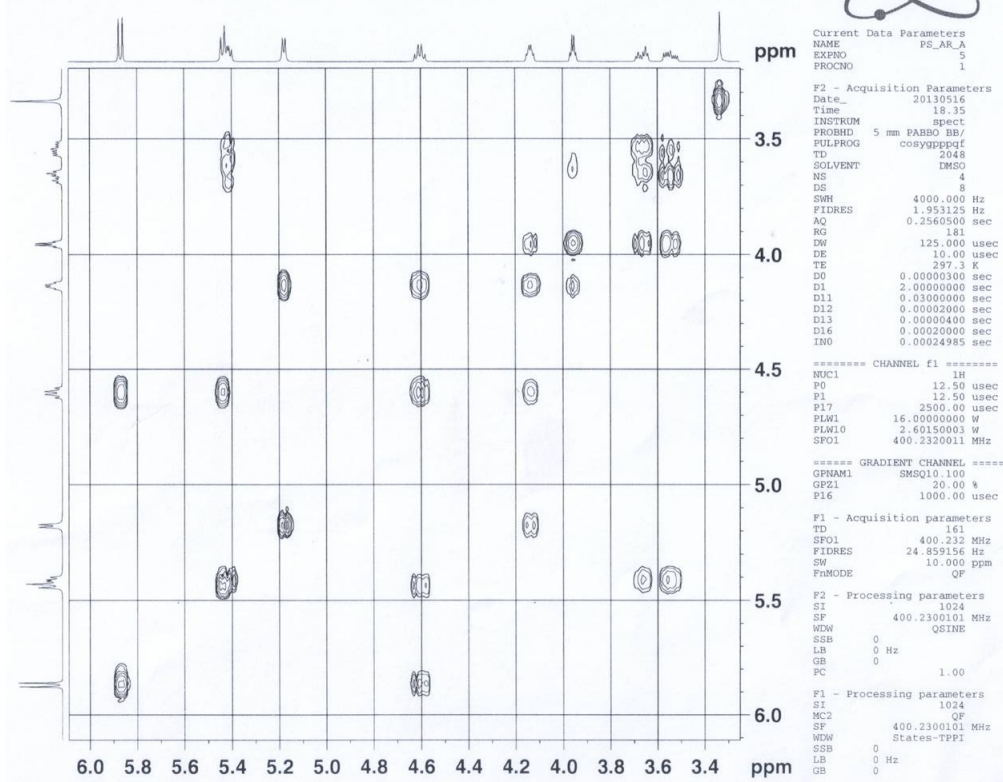 Current Data Parameters
NAME PS_AR_A
EXPNO 5
PROCNO 1
F2 - Acquisition Parameters
Date_ 20130516
Time 18.35
INSTRUM spect
PROBHD 5 mm PABBO BB/
PULPROG cosygpppqf
TD 2048
SOLVENT DMSO
NS 4
DS 8
SWH 4000.000 Hz
FIDRES 1.953125 Hz
AQ 0.2560500 sec
RG 181
DW 125.000 usec
DE 10.00 usec
TE 297.3 K
D0 0.00000300 sec
D1 2.00000000 sec
D11 0.03000000 sec
D12 0.00002000 sec
D13 0.00000400 sec
D16 0.00020000 sec
IN0 0.00024985 sec
======== CHANNEL f1 ========
NUC1 1H
P0 12.50 usec
P1 12.50 usec
P17 2500.00 usec
PLW1 16.00000000 W
PLW10 2.60150003 W
SFO1 400.2320011 MHz
====== GRADIENT CHANNEL =====
GPNAM1 SMSQ10.100
GPZ1 20.00 %
P16 1000.00 usec
F1 - Acquisition parameters
TD 161
SFO1 400.232 MHz
FIDRES 24.859156 Hz
SW 10.000 ppm
FnMODE QF
F2 - Processing parameters
SI 1024
SF 400.2300101 MHz
WDW QSINE
SSB 0
LB 0 Hz
GB 0
PC 1.00
F1 - Processing parameters
SI 1024
MC2 QF
SF 400.2300101 MHz
WDW States-TPPI
SSB 0
LB 0 Hz
GB 0
ppm
3.5
4.0
4.5
5.0
5.5
6.0
6.0 5.8 5.6 5.4 5.2 5.0 4.8 4.6 4.4 4.2 4.0 3.8 3.6 3.4 ppm